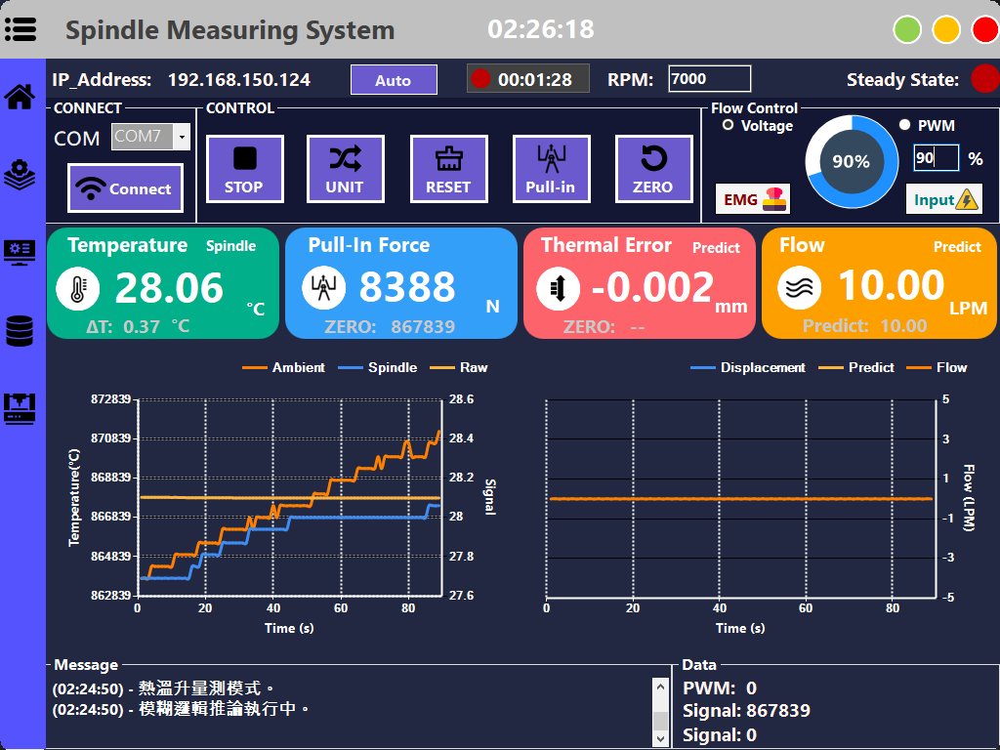 Spindle Measuring System 02:26:18
IP_Address: 192.168.150.124 Auto 00:01:28 RPM: 7000 Steady State:
CONNECT
COM COM7
Connect
CONTROL
STOP UNIT RESET Pull-in ZERO
Flow Control
Voltage PWM
90% 90 %
EMG Input
Temperature Spindle
28.06 °C
ΔT: 0.37 °C
Pull-In Force
8388 N
ZERO: 867839
Thermal Error Predict
-0.002 mm
ZERO: --
Flow Predict
10.00 LPM
Predict: 10.00
Ambient Spindle Raw
872839 28.6
870839 28.4
868839 28.2
866839 28
864839 27.8
862839 27.6
Temperature(°C)
Signal
0 20 40 60 80
Time (s)
Displacement Predict Flow
5
3
1
-1
-3
-5
Flow (LPM)
0 20 40 60 80
Time (s)
Message
(02:24:50) - 熱溫升量測模式。
(02:24:50) - 模糊邏輯推論執行中。
Data
PWM: 0
Signal: 867839
Signal: 0